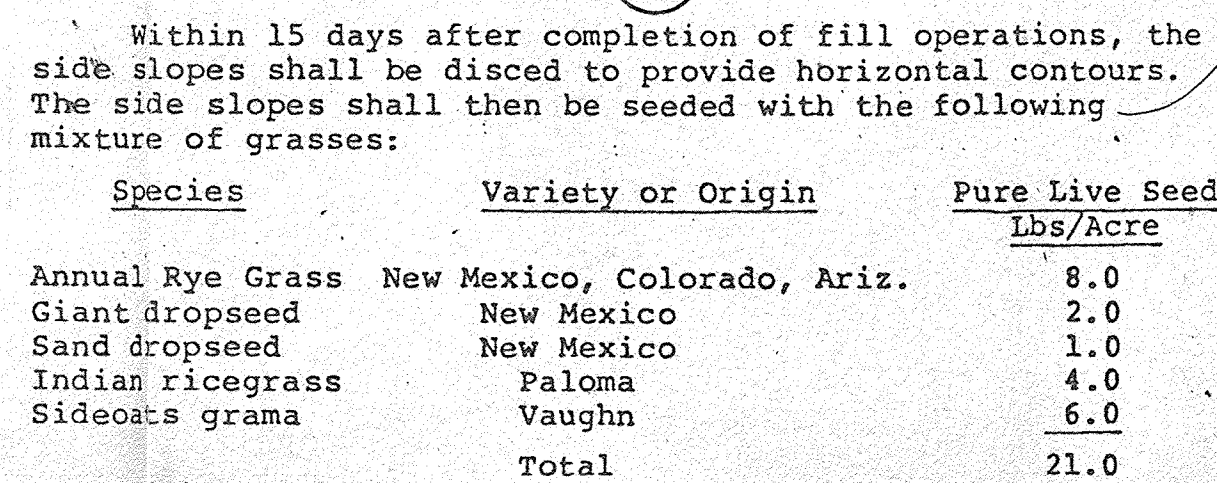 Within 15 days after completion of fill operations, the
side slopes shall be disced to provide horizontal contours.
The side slopes shall then be seeded with the following
mixture of grasses:
Species Variety or Origin Pure Live Seed
Lbs/Acre
Annual Rye Grass New Mexico, Colorado, Ariz. 8.0
Giant dropseed New Mexico 2.0
Sand dropseed New Mexico 1.0
Indian ricegrass Paloma 4.0
Sideoats grama Vaughn 6.0
Total 21.0